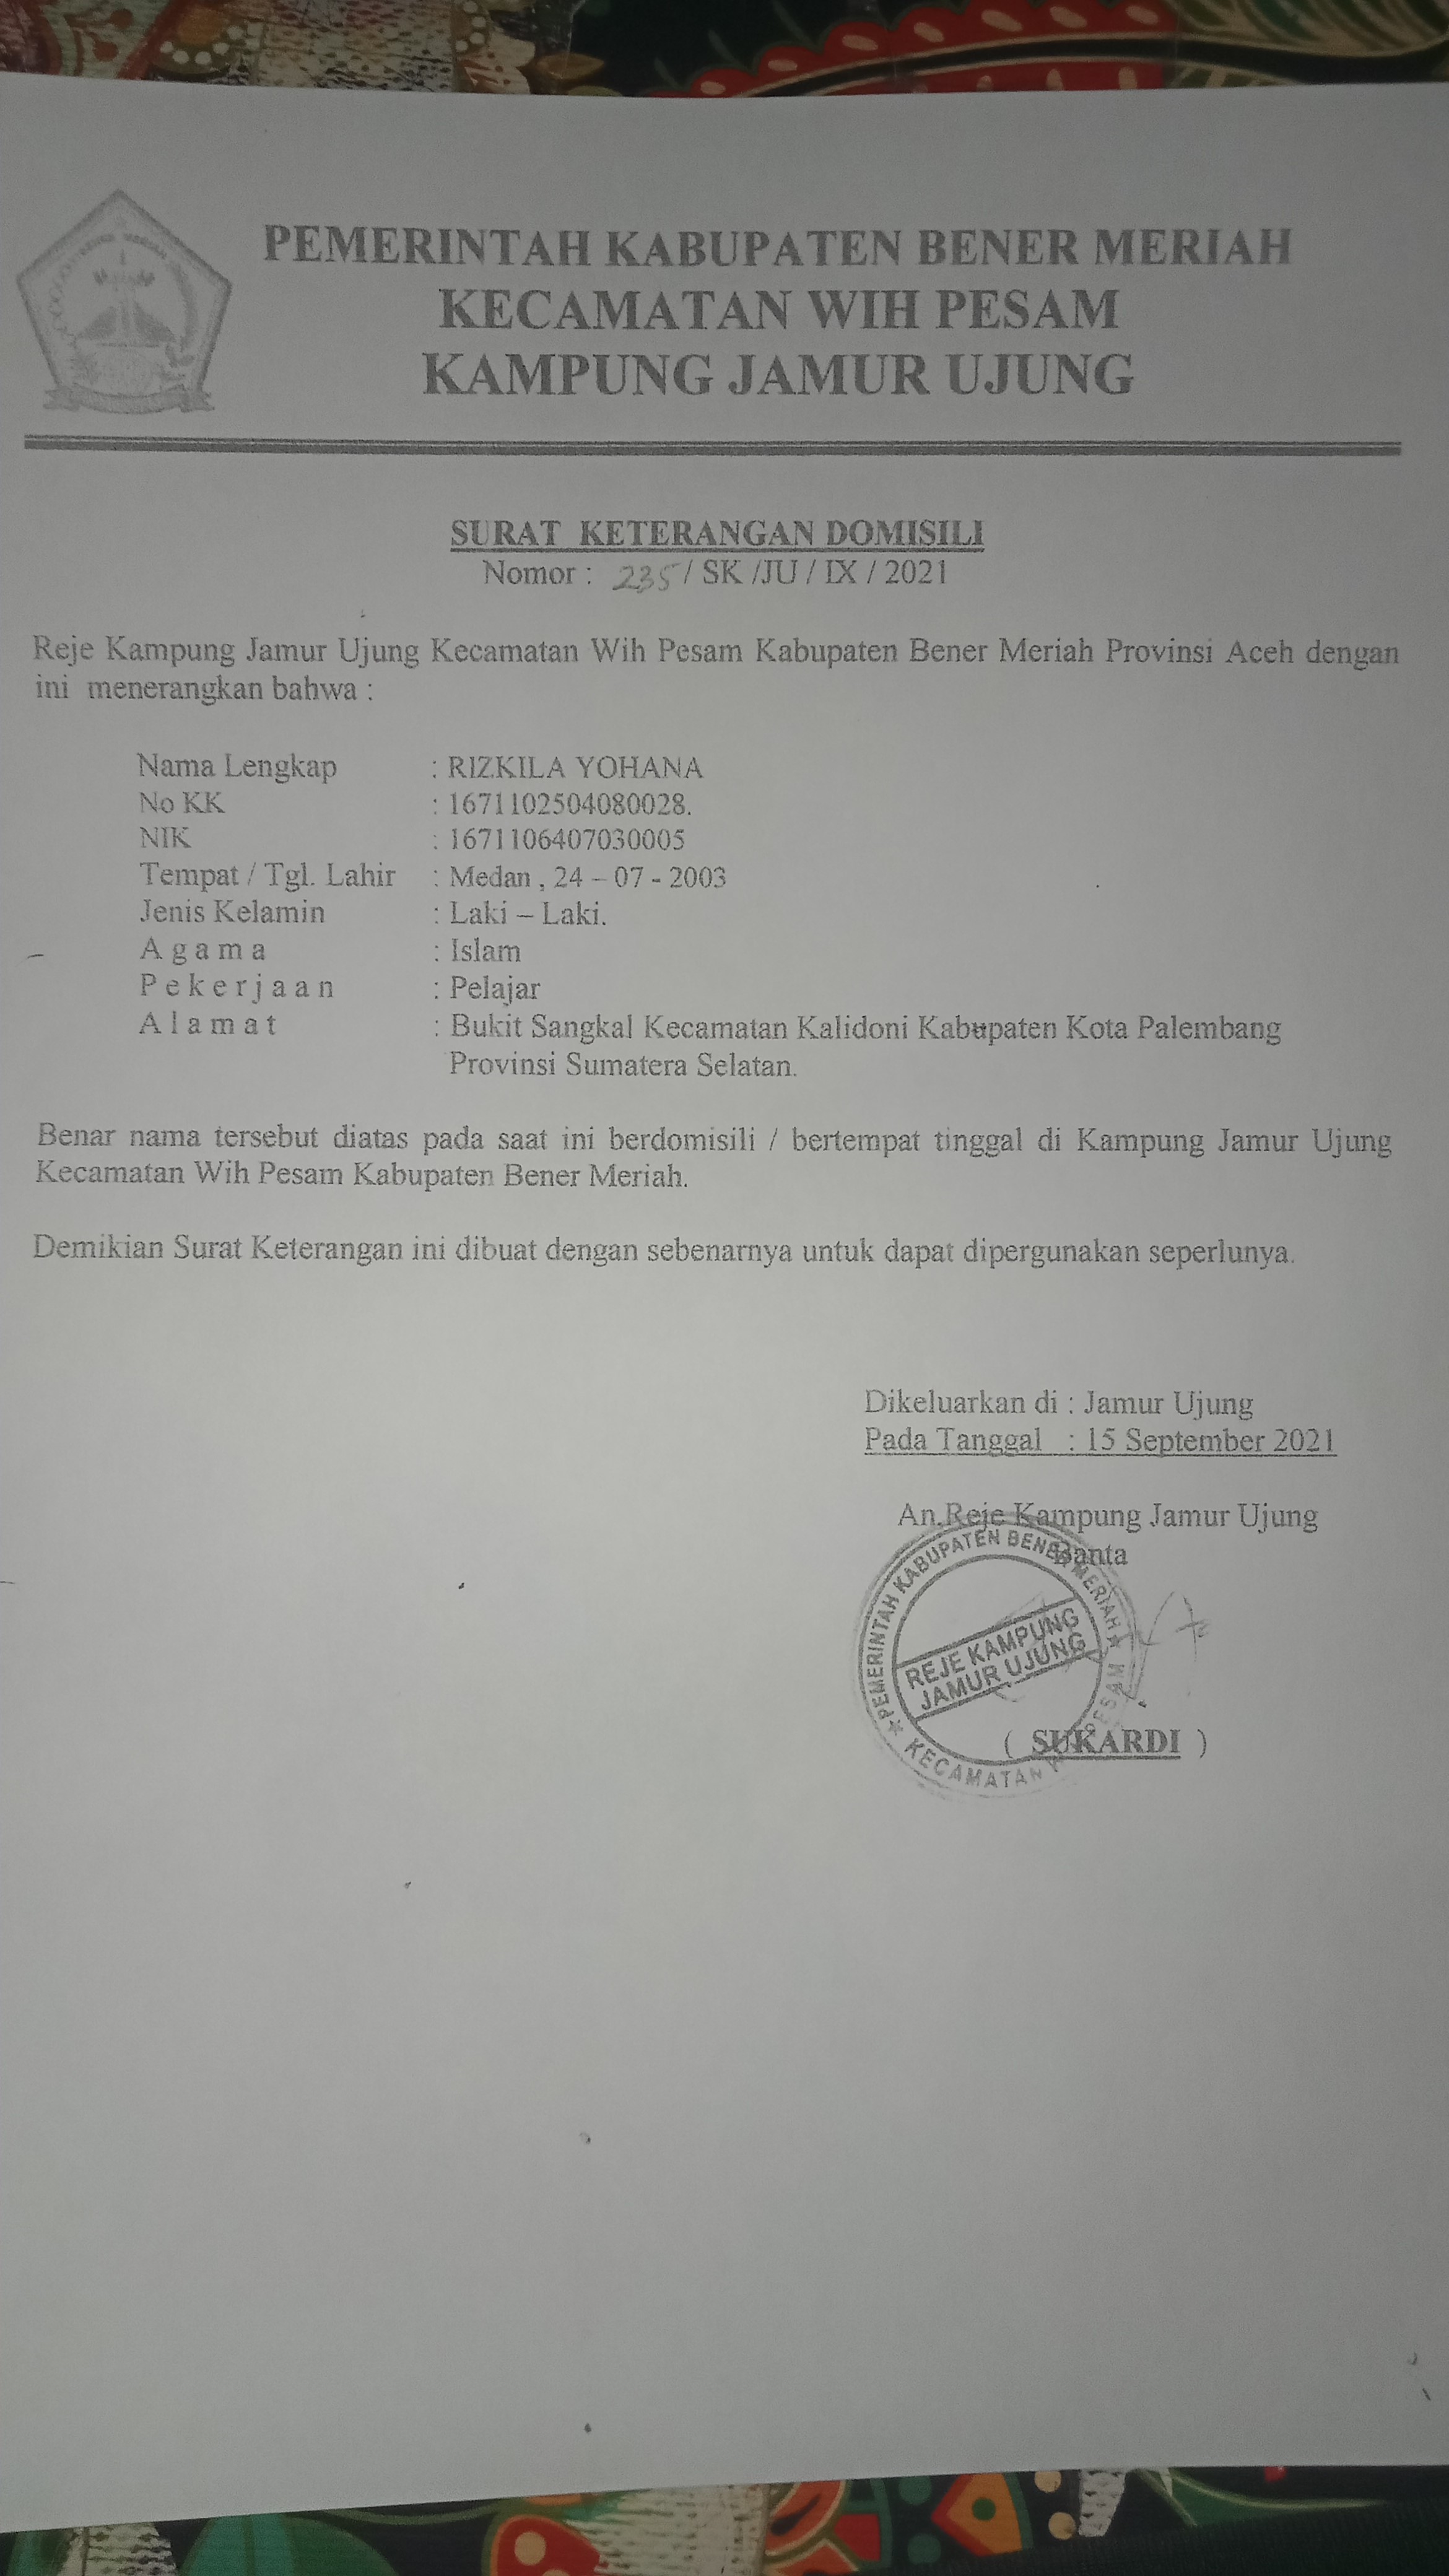 PEMERINTAH KABUPATEN BENER MERIAH
KECAMATAN WIH PESAM
KAMPUNG JAMUR UJUNG
SURAT KETERANGAN DOMISILI
Nomor : 235 / SK /JU / IX / 2021
Reje Kampung Jamur Ujung Kecamatan Wih Pesam Kabupaten Bener Meriah Provinsi Aceh dengan
ini menerangkan bahwa :
Nama Lengkap : RIZKILA YOHANA
No KK : 1671102504080028.
NIK : 1671106407030005
Tempat / Tgl. Lahir : Medan , 24 – 07 - 2003
Jenis Kelamin : Laki – Laki.
A g a m a : Islam
P e k e r j a a n : Pelajar
A l a m a t : Bukit Sangkal Kecamatan Kalidoni Kabupaten Kota Palembang
Provinsi Sumatera Selatan.
Benar nama tersebut diatas pada saat ini berdomisili / bertempat tinggal di Kampung Jamur Ujung
Kecamatan Wih Pesam Kabupaten Bener Meriah.
Demikian Surat Keterangan ini dibuat dengan sebenarnya untuk dapat dipergunakan seperlunya.
Dikeluarkan di : Jamur Ujung
Pada Tanggal : 15 September 2021
An.Reje Kampung Jamur Ujung
Banta
PEMERINTAH KABUPATEN BENER MERIAH
REJE KAMPUNG
JAMUR UJUNG
KECAMATAN WIH PESAM
( SUKARDI )